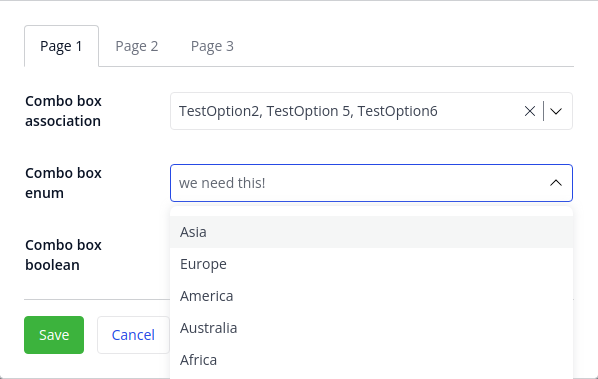 Page 1 Page 2 Page 3
Combo box
association
TestOption2, TestOption 5, TestOption6
Combo box
enum
we need this!
Asia
Europe
America
Australia
Africa
Combo box
boolean
Save Cancel